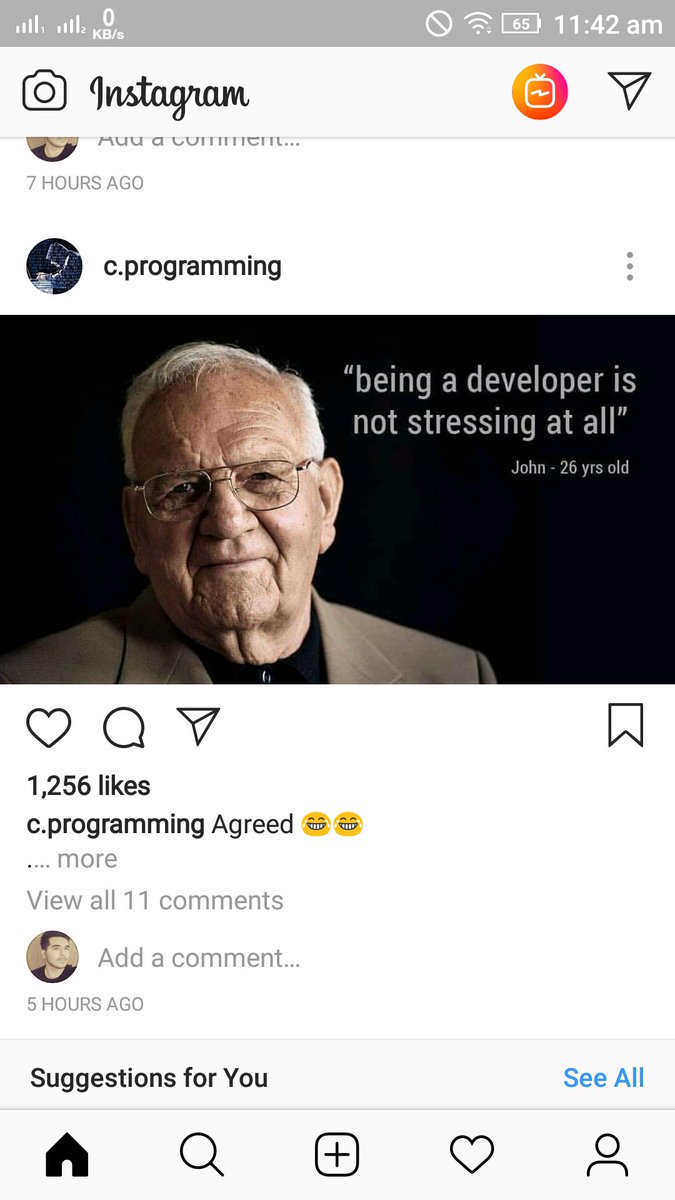 0
KB/s
65
11:42 am
Instagram
Add a comment...
7 HOURS AGO
c.programming
“being a developer is
not stressing at all”
John - 26 yrs old
1,256 likes
c.programming Agreed 😂😂
.... more
View all 11 comments
Add a comment...
5 HOURS AGO
Suggestions for You
See All